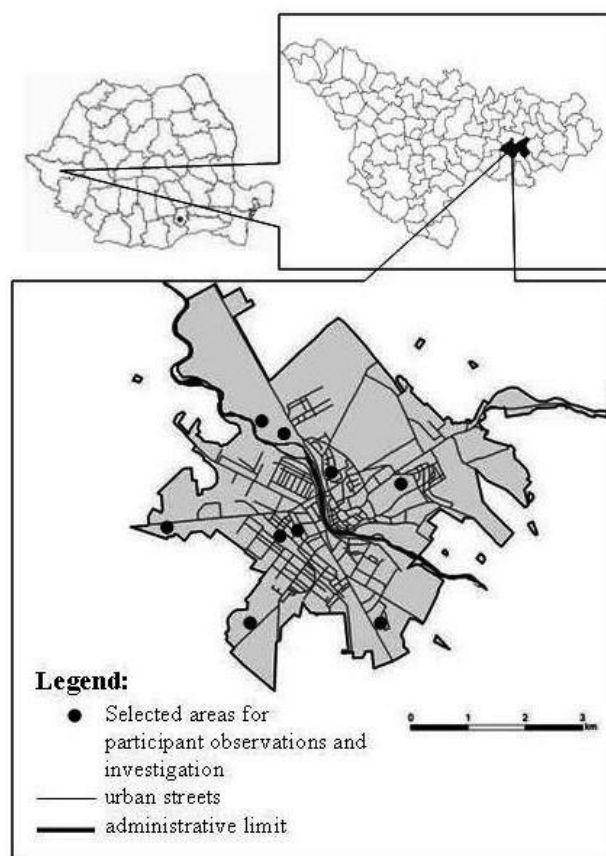 Legend:
Selected areas for
participant observations and
investigation
urban streets
administrative limit
0 1 2 3
km